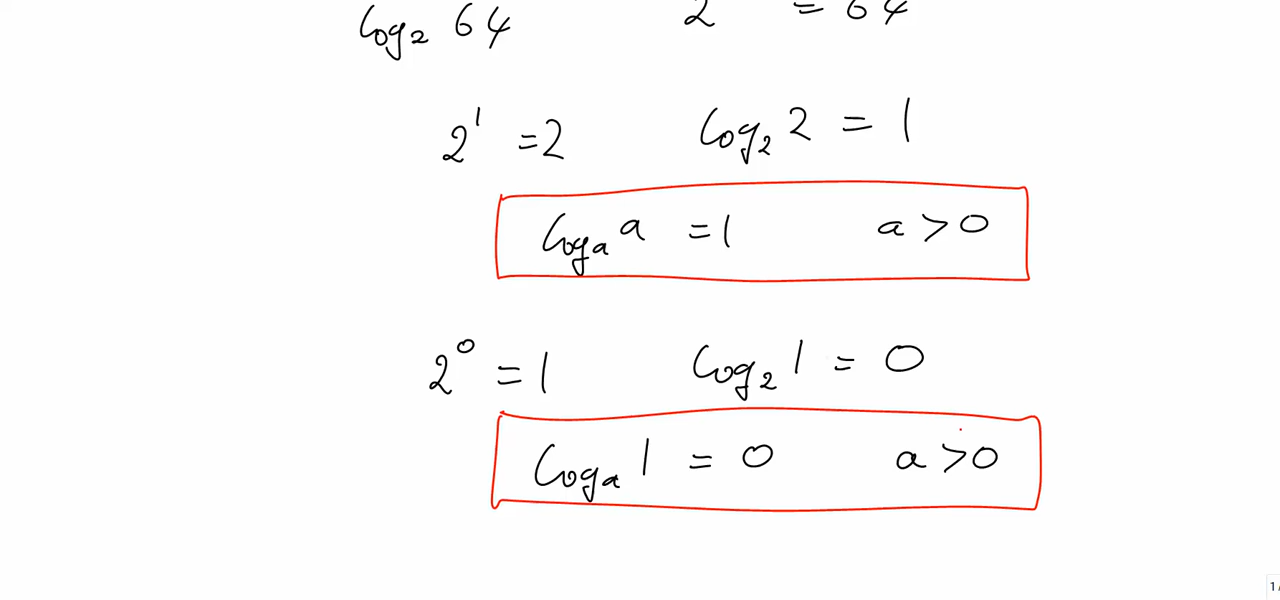 log₂ 64 2 = 64
2¹ = 2 log₂ 2 = 1
logₐ a = 1 a > 0
2⁰ = 1 log₂ 1 = 0
logₐ 1 = 0 a > 0
1/